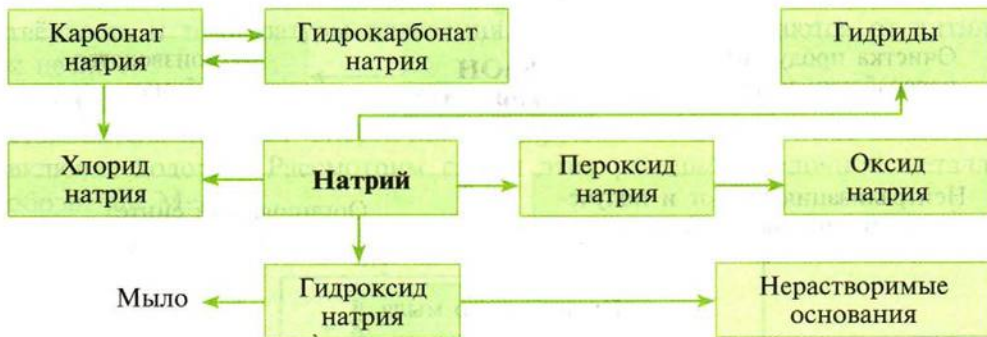 Карбонат
натрия
Гидрокарбонат
натрия
Гидриды
Хлорид
натрия
Натрий
Пероксид
натрия
Оксид
натрия
Мыло
Гидроксид
натрия
Нерастворимые
основания